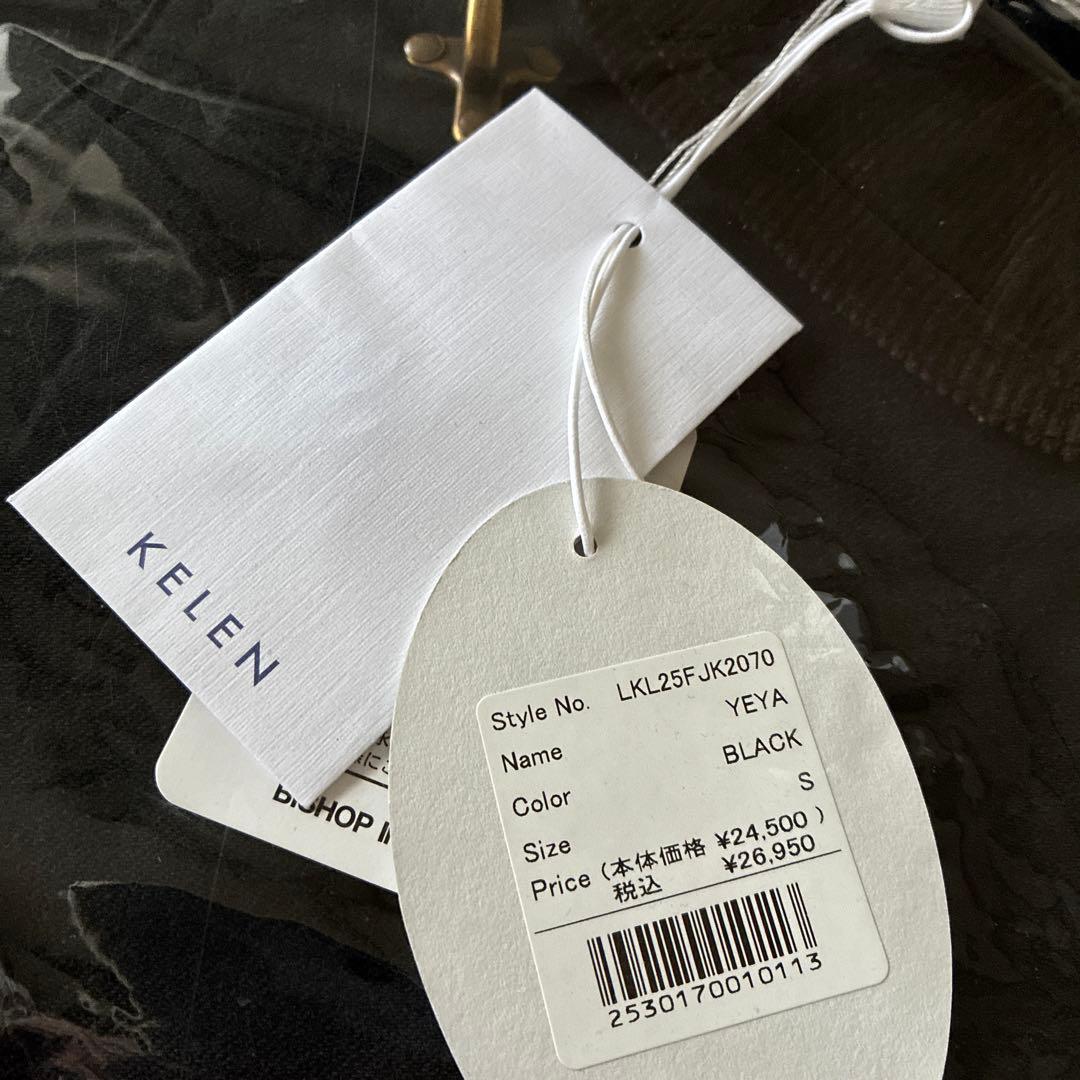 KELEN
BISHOP
Style No. LKL25FJK2070
Name YEYA
Color BLACK
Size S
Price (本体価格 ¥24,500 )
税込 ¥26,950
2530170010113